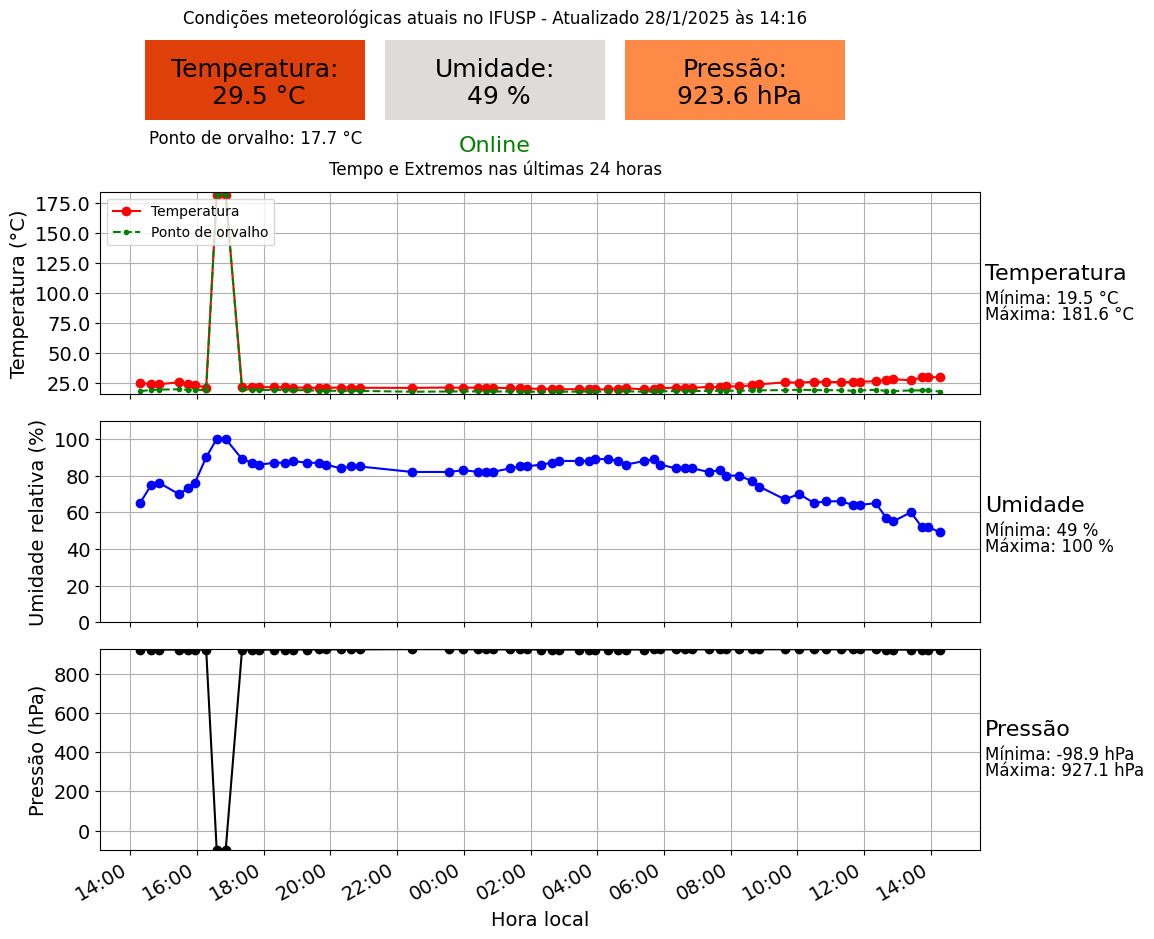 Condições meteorológicas atuais no IFUSP - Atualizado 28/1/2025 às 14:16
Temperatura:
29.5 °C
Umidade:
49 %
Pressão:
923.6 hPa
Ponto de orvalho: 17.7 °C
Online
Tempo e Extremos nas últimas 24 horas
Temperatura (°C)
175.0
150.0
125.0
100.0
75.0
50.0
25.0
Temperatura
Ponto de orvalho
Temperatura
Mínima: 19.5 °C
Máxima: 181.6 °C
Umidade relativa (%)
100
80
60
40
20
0
Umidade
Mínima: 49 %
Máxima: 100 %
Pressão (hPa)
800
600
400
200
0
Pressão
Mínima: -98.9 hPa
Máxima: 927.1 hPa
14:00
16:00
18:00
20:00
22:00
00:00
02:00
04:00
06:00
08:00
10:00
12:00
14:00
Hora local